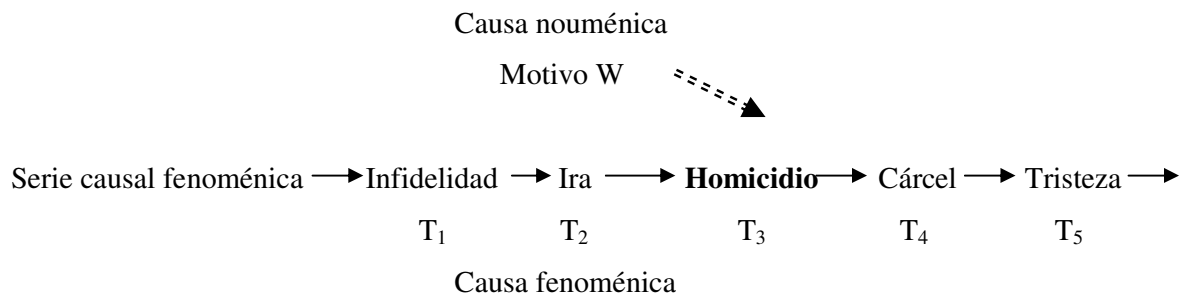 Causa nouménica
Motivo W
Serie causal fenoménica Infidelidad Ira Homicidio Cárcel Tristeza
T1 T2 T3 T4 T5
Causa fenoménica